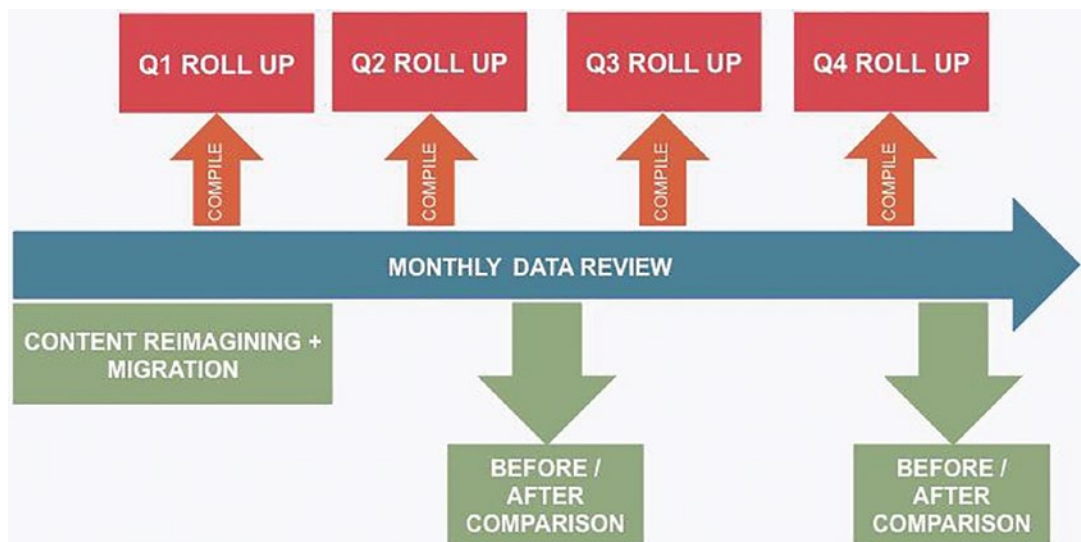 Q1 ROLL UP
Q2 ROLL UP
Q3 ROLL UP
Q4 ROLL UP
COMPILE
COMPILE
COMPILE
COMPILE
MONTHLY DATA REVIEW
CONTENT REIMAGINING +
MIGRATION
BEFORE /
AFTER
COMPARISON
BEFORE /
AFTER
COMPARISON